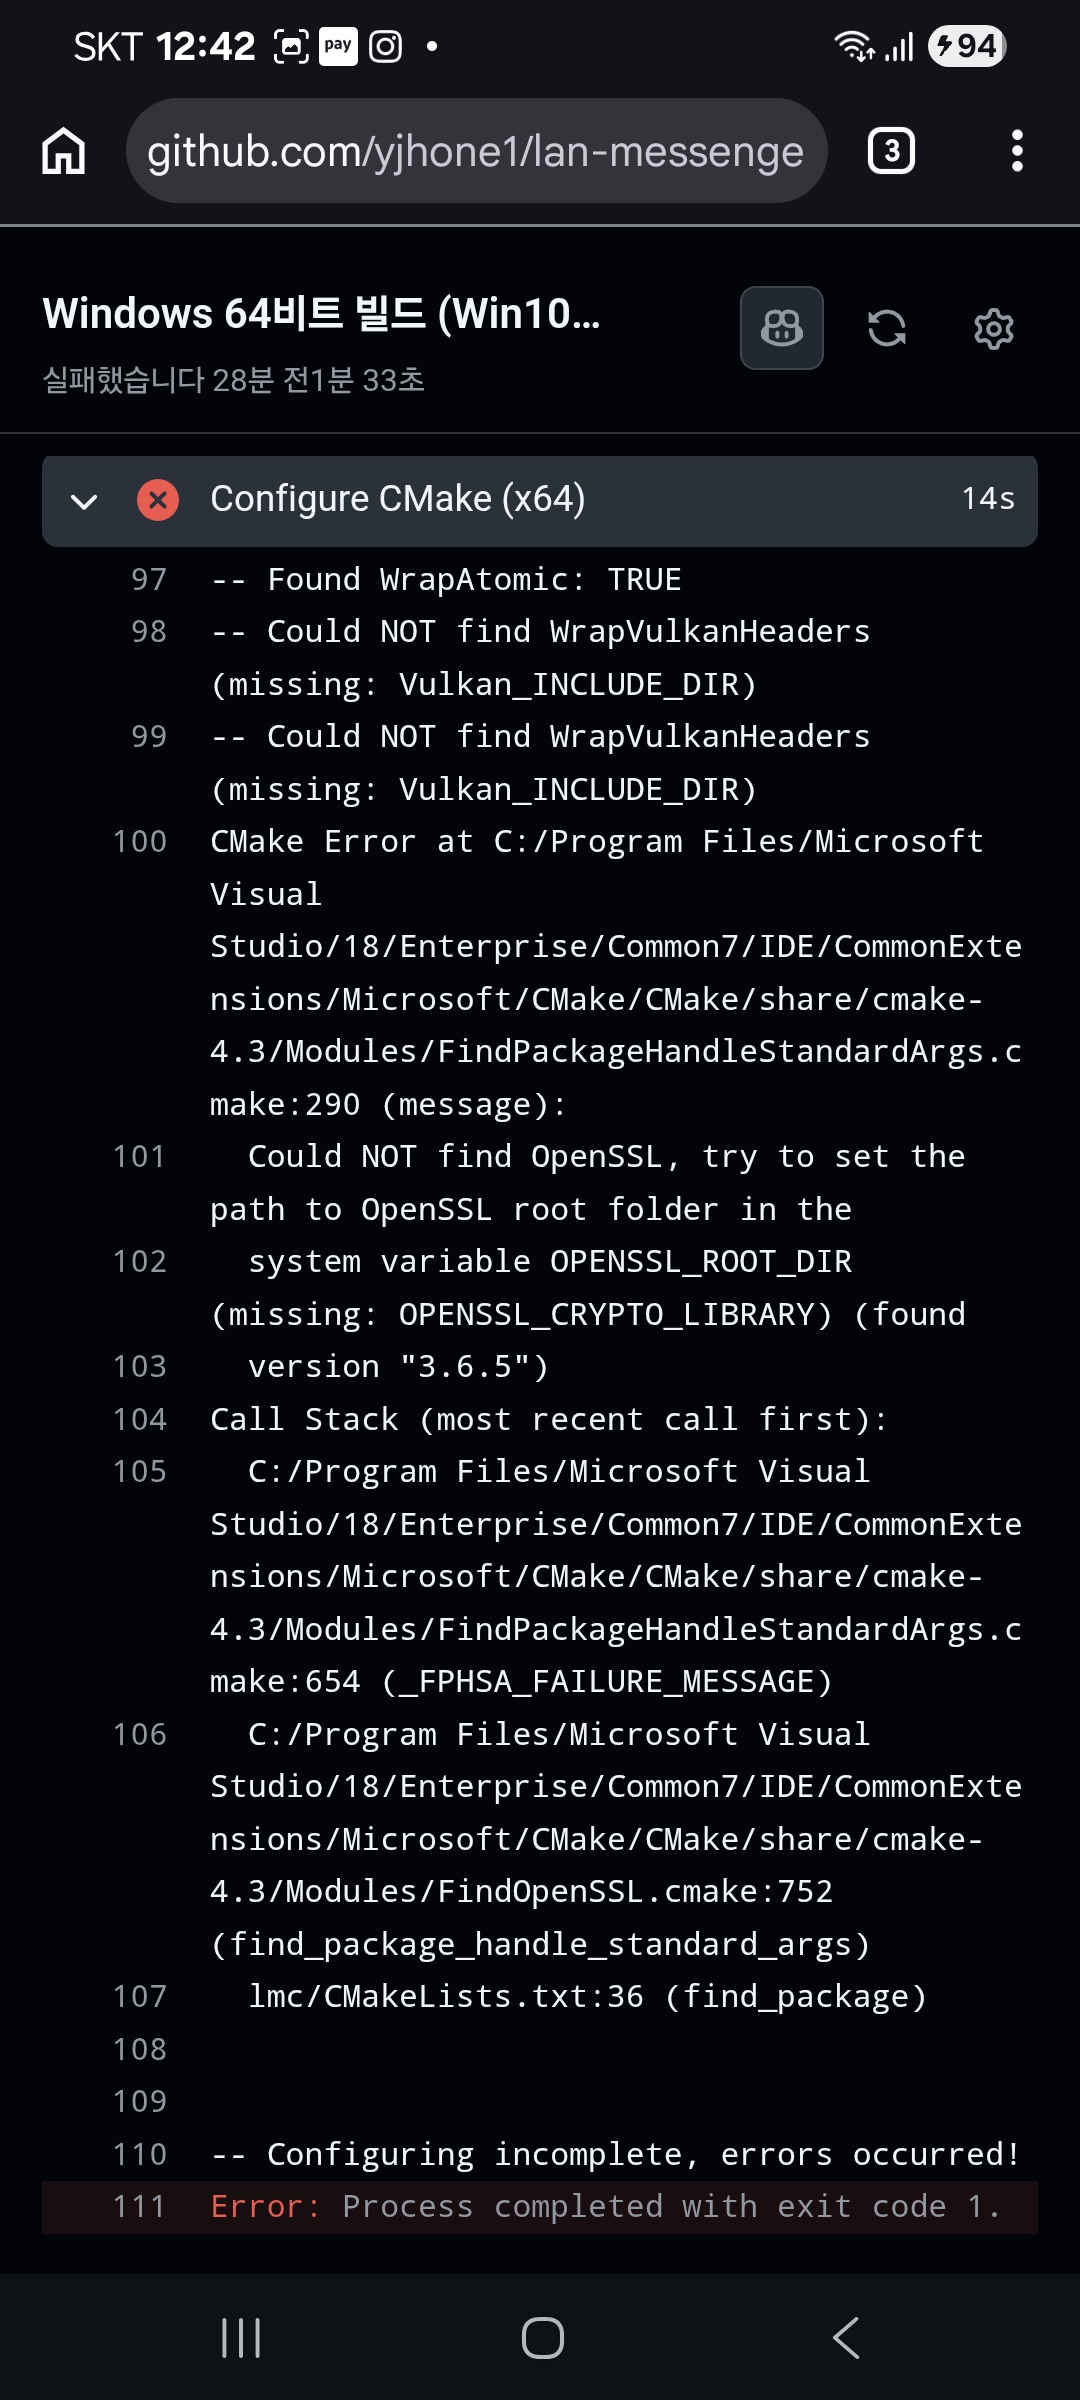 SKT 12:42 pay 94
github.com/yjhone1/lan-messenge 3
Windows 64비트 빌드 (Win10…
실패했습니다 28분 전1분 33초
Configure CMake (x64) 14s
97 -- Found WrapAtomic: TRUE
98 -- Could NOT find WrapVulkanHeaders
(missing: Vulkan_INCLUDE_DIR)
99 -- Could NOT find WrapVulkanHeaders
(missing: Vulkan_INCLUDE_DIR)
100 CMake Error at C:/Program Files/Microsoft
Visual
Studio/18/Enterprise/Common7/IDE/CommonExte
nsions/Microsoft/CMake/CMake/share/cmake-
4.3/Modules/FindPackageHandleStandardArgs.c
make:290 (message):
101 Could NOT find OpenSSL, try to set the
path to OpenSSL root folder in the
102 system variable OPENSSL_ROOT_DIR
(missing: OPENSSL_CRYPTO_LIBRARY) (found
103 version "3.6.5")
104 Call Stack (most recent call first):
105 C:/Program Files/Microsoft Visual
Studio/18/Enterprise/Common7/IDE/CommonExte
nsions/Microsoft/CMake/CMake/share/cmake-
4.3/Modules/FindPackageHandleStandardArgs.c
make:654 (_FPHSA_FAILURE_MESSAGE)
106 C:/Program Files/Microsoft Visual
Studio/18/Enterprise/Common7/IDE/CommonExte
nsions/Microsoft/CMake/CMake/share/cmake-
4.3/Modules/FindOpenSSL.cmake:752
(find_package_handle_standard_args)
107 lmc/CMakeLists.txt:36 (find_package)
108
109
110 -- Configuring incomplete, errors occurred!
111 Error: Process completed with exit code 1.